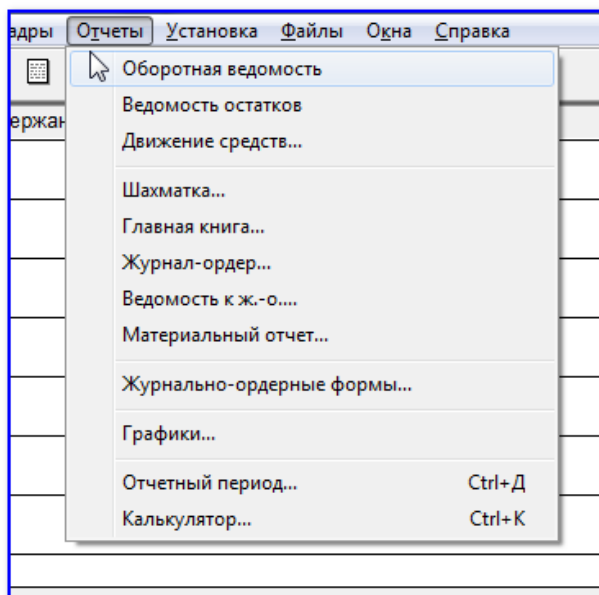 адры Отчеты Установка Файлы Окна Справка
Оборотная ведомость
Ведомость остатков
ержан
Движение средств...
Шахматка...
Главная книга...
Журнал-ордер...
Ведомость к ж.-о....
Материальный отчет...
Журнально-ордерные формы...
Графики...
Отчетный период... Ctrl+Д
Калькулятор... Ctrl+К